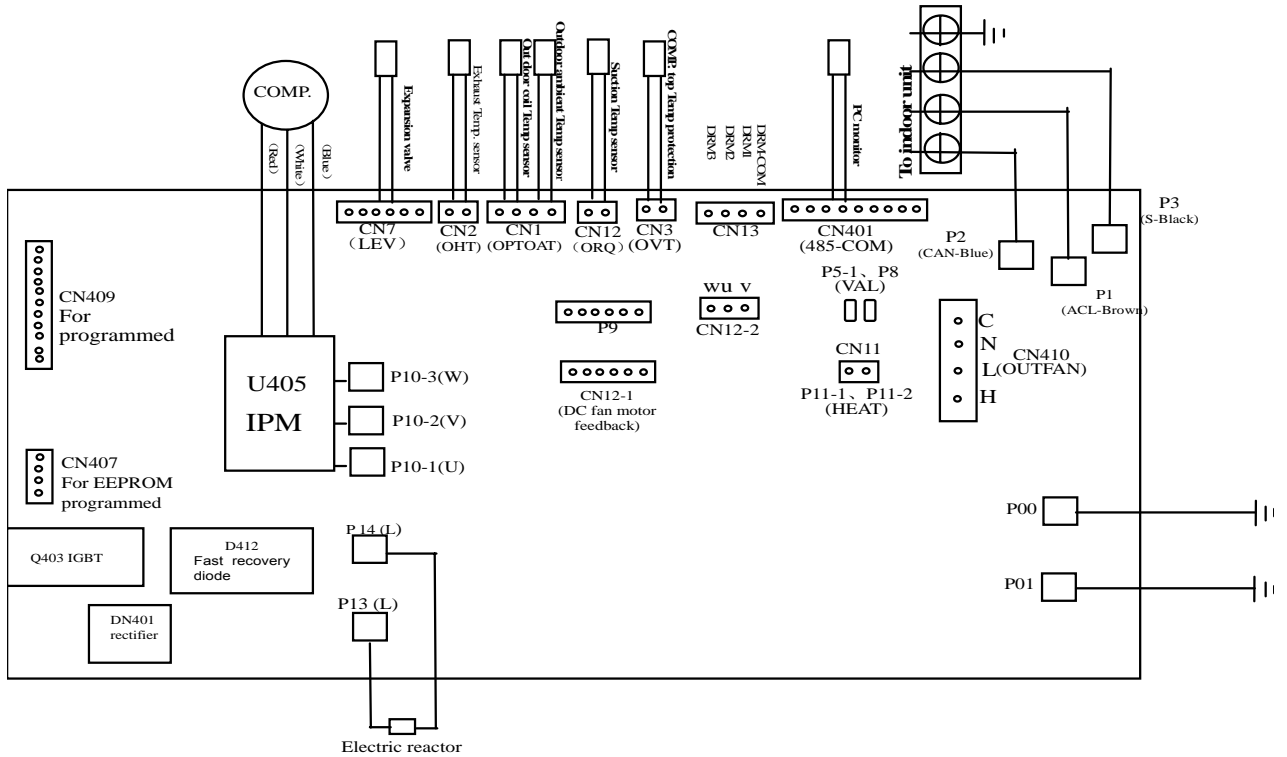 COMP.
(Red)
(White)
(Blue)
Expansion valve
Exhaust Temp. sensor
Out door coil Temp sensor
Outdoor ambient Temp sensor
Suction Temp sensor
COMP. top Temp protection
DRM3
DRM2
DRM1
DRM-COM
PC monitor
To indoor unit
CN7
(LEV)
CN2
(OHT)
CN1
(OPTOAT)
CN12
(ORQ)
CN3
(OVT)
CN13
CN401
(485-COM)
P2
(CAN-Blue)
P3
(S-Black)
P1
(ACL-Brown)
CN409
For
programmed
P9
wu v
CN12-2
P5-1、P8
(VAL)
CN11
P11-1、P11-2
(HEAT)
C
N
L
H
CN410
(OUTFAN)
U405
IPM
P10-3(W)
P10-2(V)
P10-1(U)
CN12-1
(DC fan motor
feedback)
CN407
For EEPROM
programmed
Q403 IGBT
D412
Fast recovery
diode
DN401
rectifier
P 14 (L)
P13 (L)
P00
P01
Electric reactor